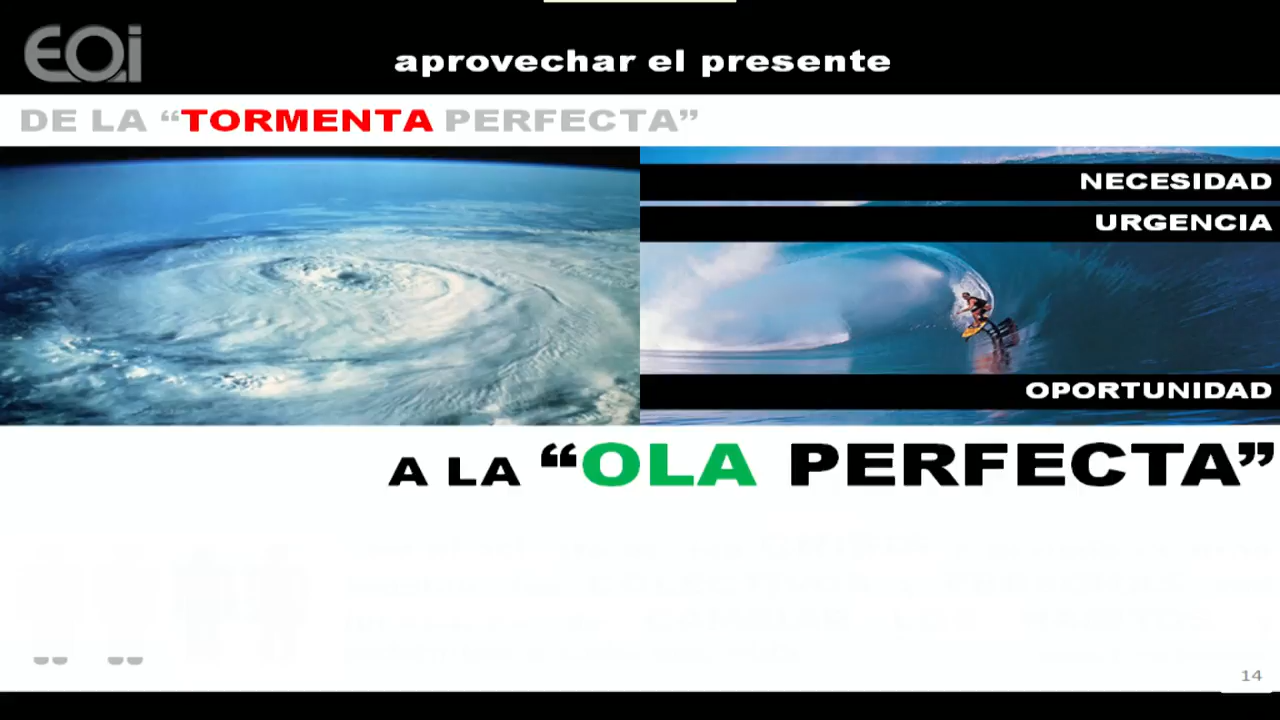 EOi
aprovechar el presente
DE LA “TORMENTA PERFECTA”
NECESIDAD
URGENCIA
OPORTUNIDAD
A LA “OLA PERFECTA”
14